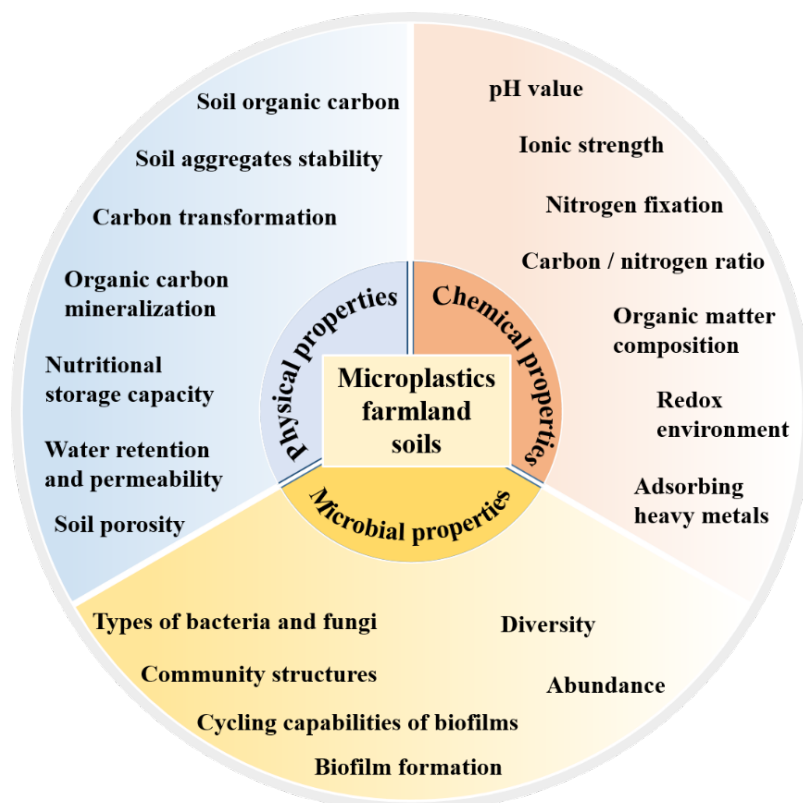 Microplastics
farmland
soils
Physical properties
Soil organic carbon
Soil aggregates stability
Carbon transformation
Organic carbon
mineralization
Nutritional
storage capacity
Water retention
and permeability
Soil porosity
Chemical properties
pH value
Ionic strength
Nitrogen fixation
Carbon / nitrogen ratio
Organic matter
composition
Redox
environment
Adsorbing
heavy metals
Microbial properties
Types of bacteria and fungi
Community structures
Cycling capabilities of biofilms
Biofilm formation
Diversity
Abundance